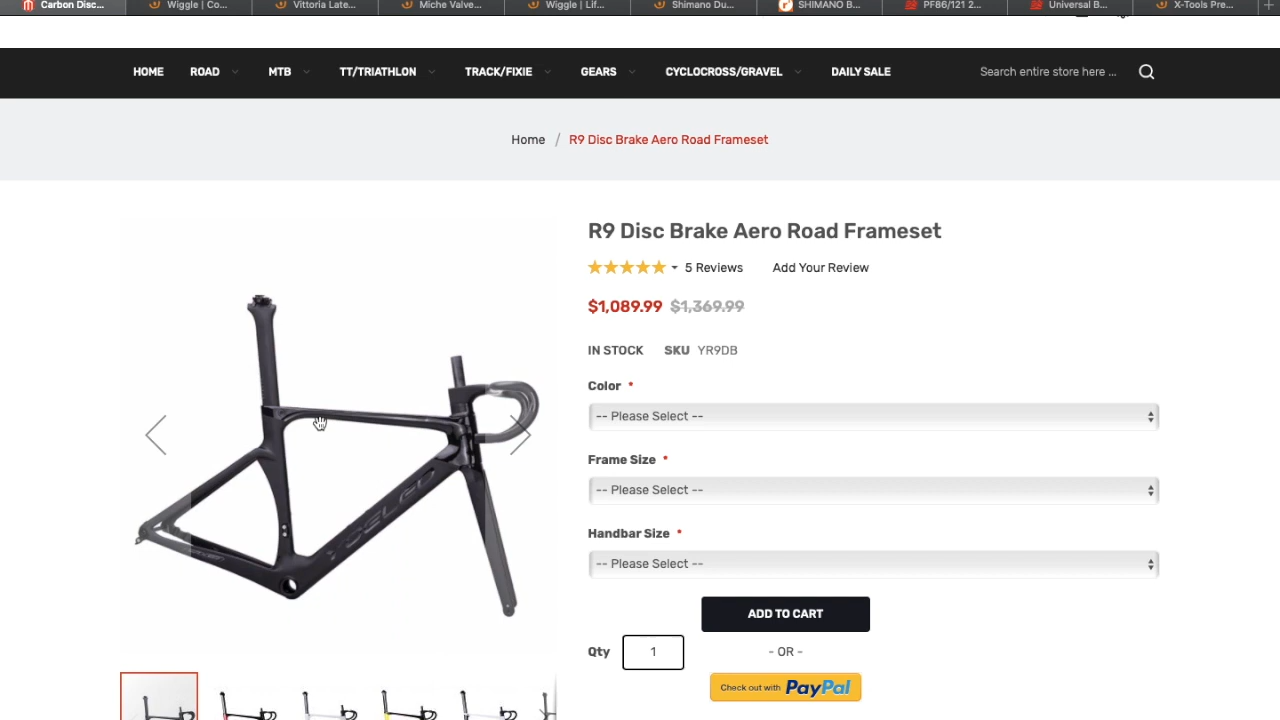 Carbon Disc... Wiggle | Co... Vittoria Late... Miche Valve... Wiggle | Lif... Shimano Du... SHIMANO B... PF86/121 2... Universal B... X-Tools Pre...
HOME ROAD MTB TT/TRIATHLON TRACK/FIXIE GEARS CYCLOCROSS/GRAVEL DAILY SALE Search entire store here ...
Home / R9 Disc Brake Aero Road Frameset
R9 Disc Brake Aero Road Frameset
5 Reviews Add Your Review
$1,089.99 $1,369.99
IN STOCK SKU YR9DB
Color *
-- Please Select --
Frame Size *
-- Please Select --
Handbar Size *
-- Please Select --
YOELEO
ADD TO CART
Qty 1 - OR -
Check out with PayPal